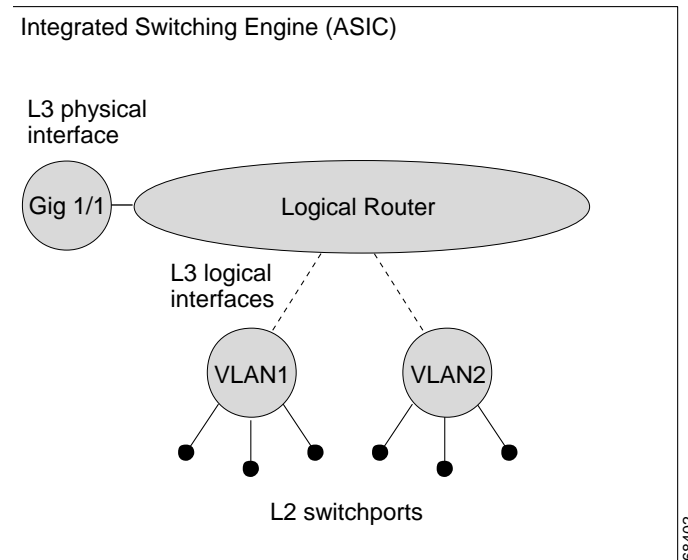 Integrated Switching Engine (ASIC)
L3 physical
interface
Gig 1/1
Logical Router
L3 logical
interfaces
VLAN1
VLAN2
L2 switchports
68402